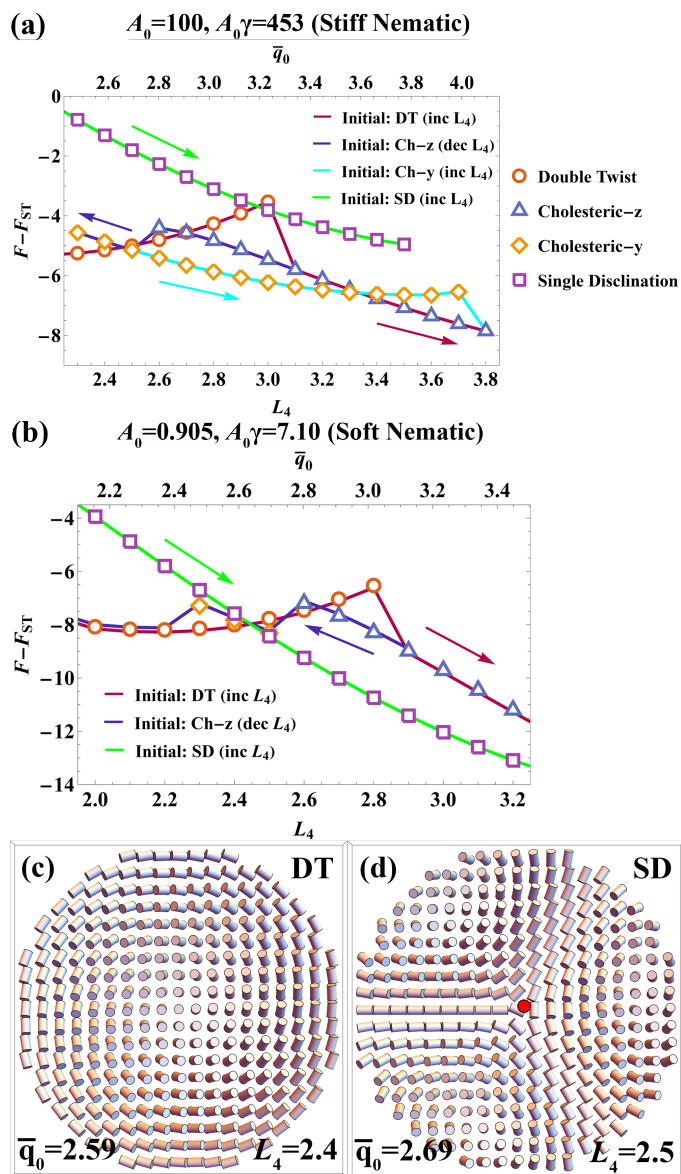 (a)
A₀=100, A₀γ=453 (Stiff Nematic)
q̅₀
2.6 2.8 3.0 3.2 3.4 3.6 3.8 4.0
0
−2
−4
−6
−8
F−F_ST
Initial: DT (inc L₄)
Initial: Ch−z (dec L₄)
Initial: Ch−y (inc L₄)
Initial: SD (inc L₄)
Double Twist
Cholesteric−z
Cholesteric−y
Single Disclination
2.4 2.6 2.8 3.0 3.2 3.4 3.6 3.8
L₄
(b)
A₀=0.905, A₀γ=7.10 (Soft Nematic)
q̅₀
2.2 2.4 2.6 2.8 3.0 3.2 3.4
−4
−6
−8
−10
−12
−14
F−F_ST
Initial: DT (inc L₄)
Initial: Ch−z (dec L₄)
Initial: SD (inc L₄)
2.0 2.2 2.4 2.6 2.8 3.0 3.2
L₄
(c) DT
q̅₀=2.59 L₄=2.4
(d) SD
q̅₀=2.69 L₄=2.5